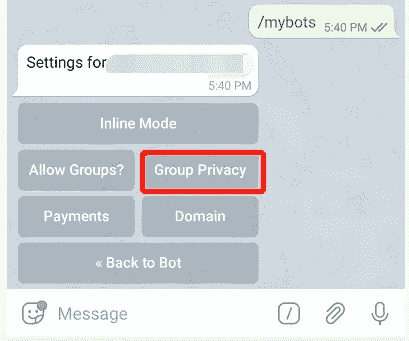 /mybots 5:40 PM
Settings for
5:40 PM
Inline Mode
Allow Groups? Group Privacy
Payments Domain
« Back to Bot
Message